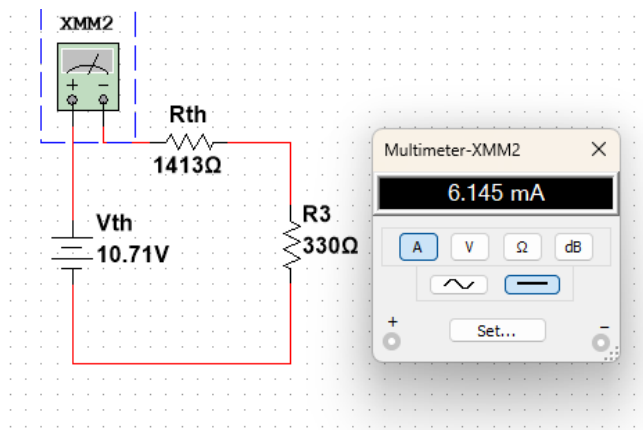 XMM2
+ -
Rth
1413Ω
Vth
10.71V
R3
330Ω
Multimeter-XMM2
6.145 mA
A V Ω dB
+ Set... -